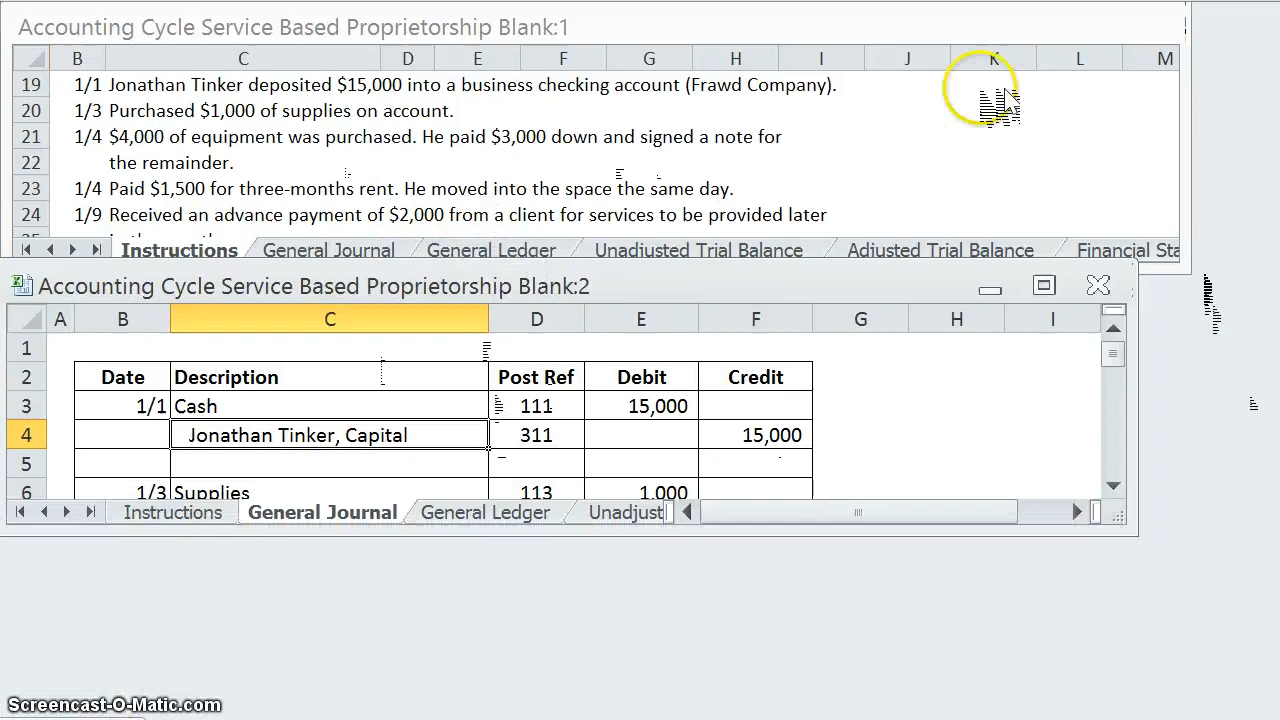 Accounting Cycle Service Based Proprietorship Blank:1
B C D E F G H I J K L M
19 1/1 Jonathan Tinker deposited $15,000 into a business checking account (Frawd Company).
20 1/3 Purchased $1,000 of supplies on account.
21 1/4 $4,000 of equipment was purchased. He paid $3,000 down and signed a note for
22 the remainder.
23 1/4 Paid $1,500 for three-months rent. He moved into the space the same day.
24 1/9 Received an advance payment of $2,000 from a client for services to be provided later
Instructions General Journal General Ledger Unadjusted Trial Balance Adjusted Trial Balance Financial Sta
Accounting Cycle Service Based Proprietorship Blank:2
A B C D E F G H I
1
2 Date Description Post Ref Debit Credit
3 1/1 Cash 111 15,000
4 Jonathan Tinker, Capital 311 15,000
5
6 1/3 Supplies 113 1,000
Instructions General Journal General Ledger Unadjust
Screencast-O-Matic.com